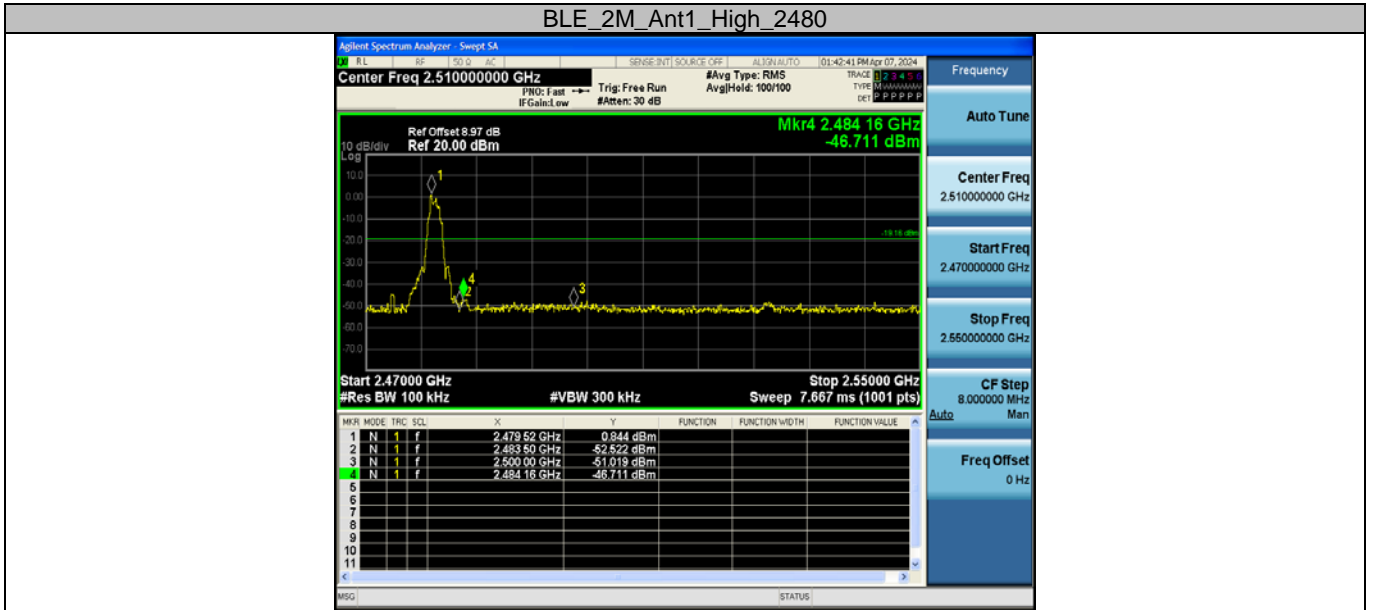 BLE_2M_Ant1_High_2480
Agilent Spectrum Analyzer - Swept SA
RL RF 50 Ω AC SENSE:INT SOURCE OFF ALIGN AUTO 01:42:41 PM Apr 07, 2024
Center Freq 2.510000000 GHz #Avg Type: RMS TRACE 1 2 3 4 5 6
PNO: Fast Trig: Free Run Avg|Hold: 100/100 TYPE M
IFGain:Low #Atten: 30 dB DET P P P P P P
Mkr4 2.484 16 GHz
-46.711 dBm
Ref Offset 8.97 dB
10 dB/div Ref 20.00 dBm
Log
10.0
0.00
-10.0
-20.0
-30.0
-40.0
-50.0
-60.0
-70.0
1
2
3
4
-19.16 dBm
Start 2.47000 GHz Stop 2.55000 GHz
#Res BW 100 kHz #VBW 300 kHz Sweep 7.667 ms (1001 pts)
MKR MODE TRC SCL X Y FUNCTION FUNCTION WIDTH FUNCTION VALUE
1 N 1 f 2.479 52 GHz 0.844 dBm
2 N 1 f 2.483 50 GHz -52.522 dBm
3 N 1 f 2.500 00 GHz -51.019 dBm
4 N 1 f 2.484 16 GHz -46.711 dBm
5
6
7
8
9
10
11
MSG STATUS
Frequency
Auto Tune
Center Freq
2.510000000 GHz
Start Freq
2.470000000 GHz
Stop Freq
2.550000000 GHz
CF Step
8.000000 MHz
Auto Man
Freq Offset
0 Hz